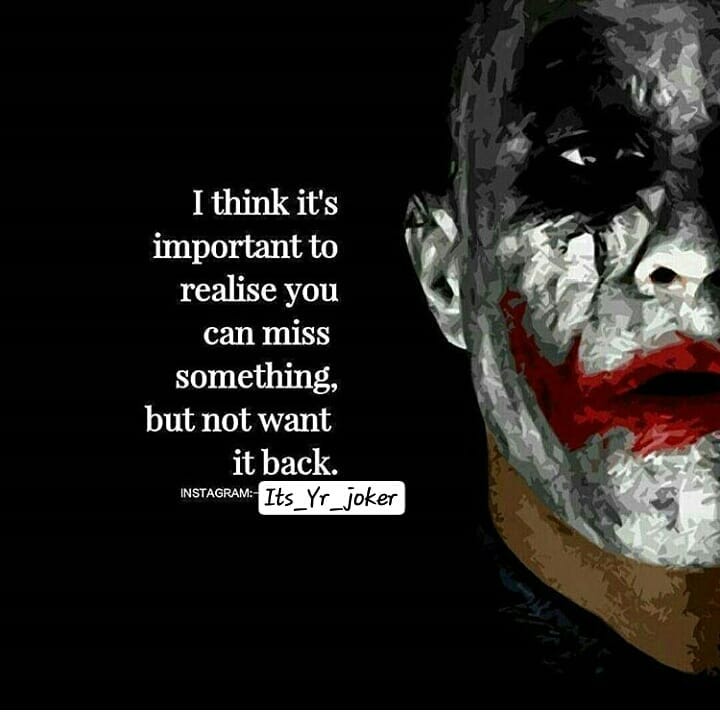 I think it's
important to
realise you
can miss
something,
but not want
it back.
INSTAGRAM:- Its_Yr_joker